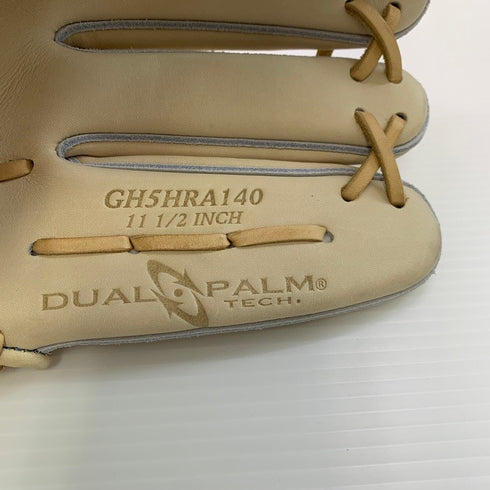 GH5HRA140
11 1/2 INCH
DUAL PALM®
TECH.